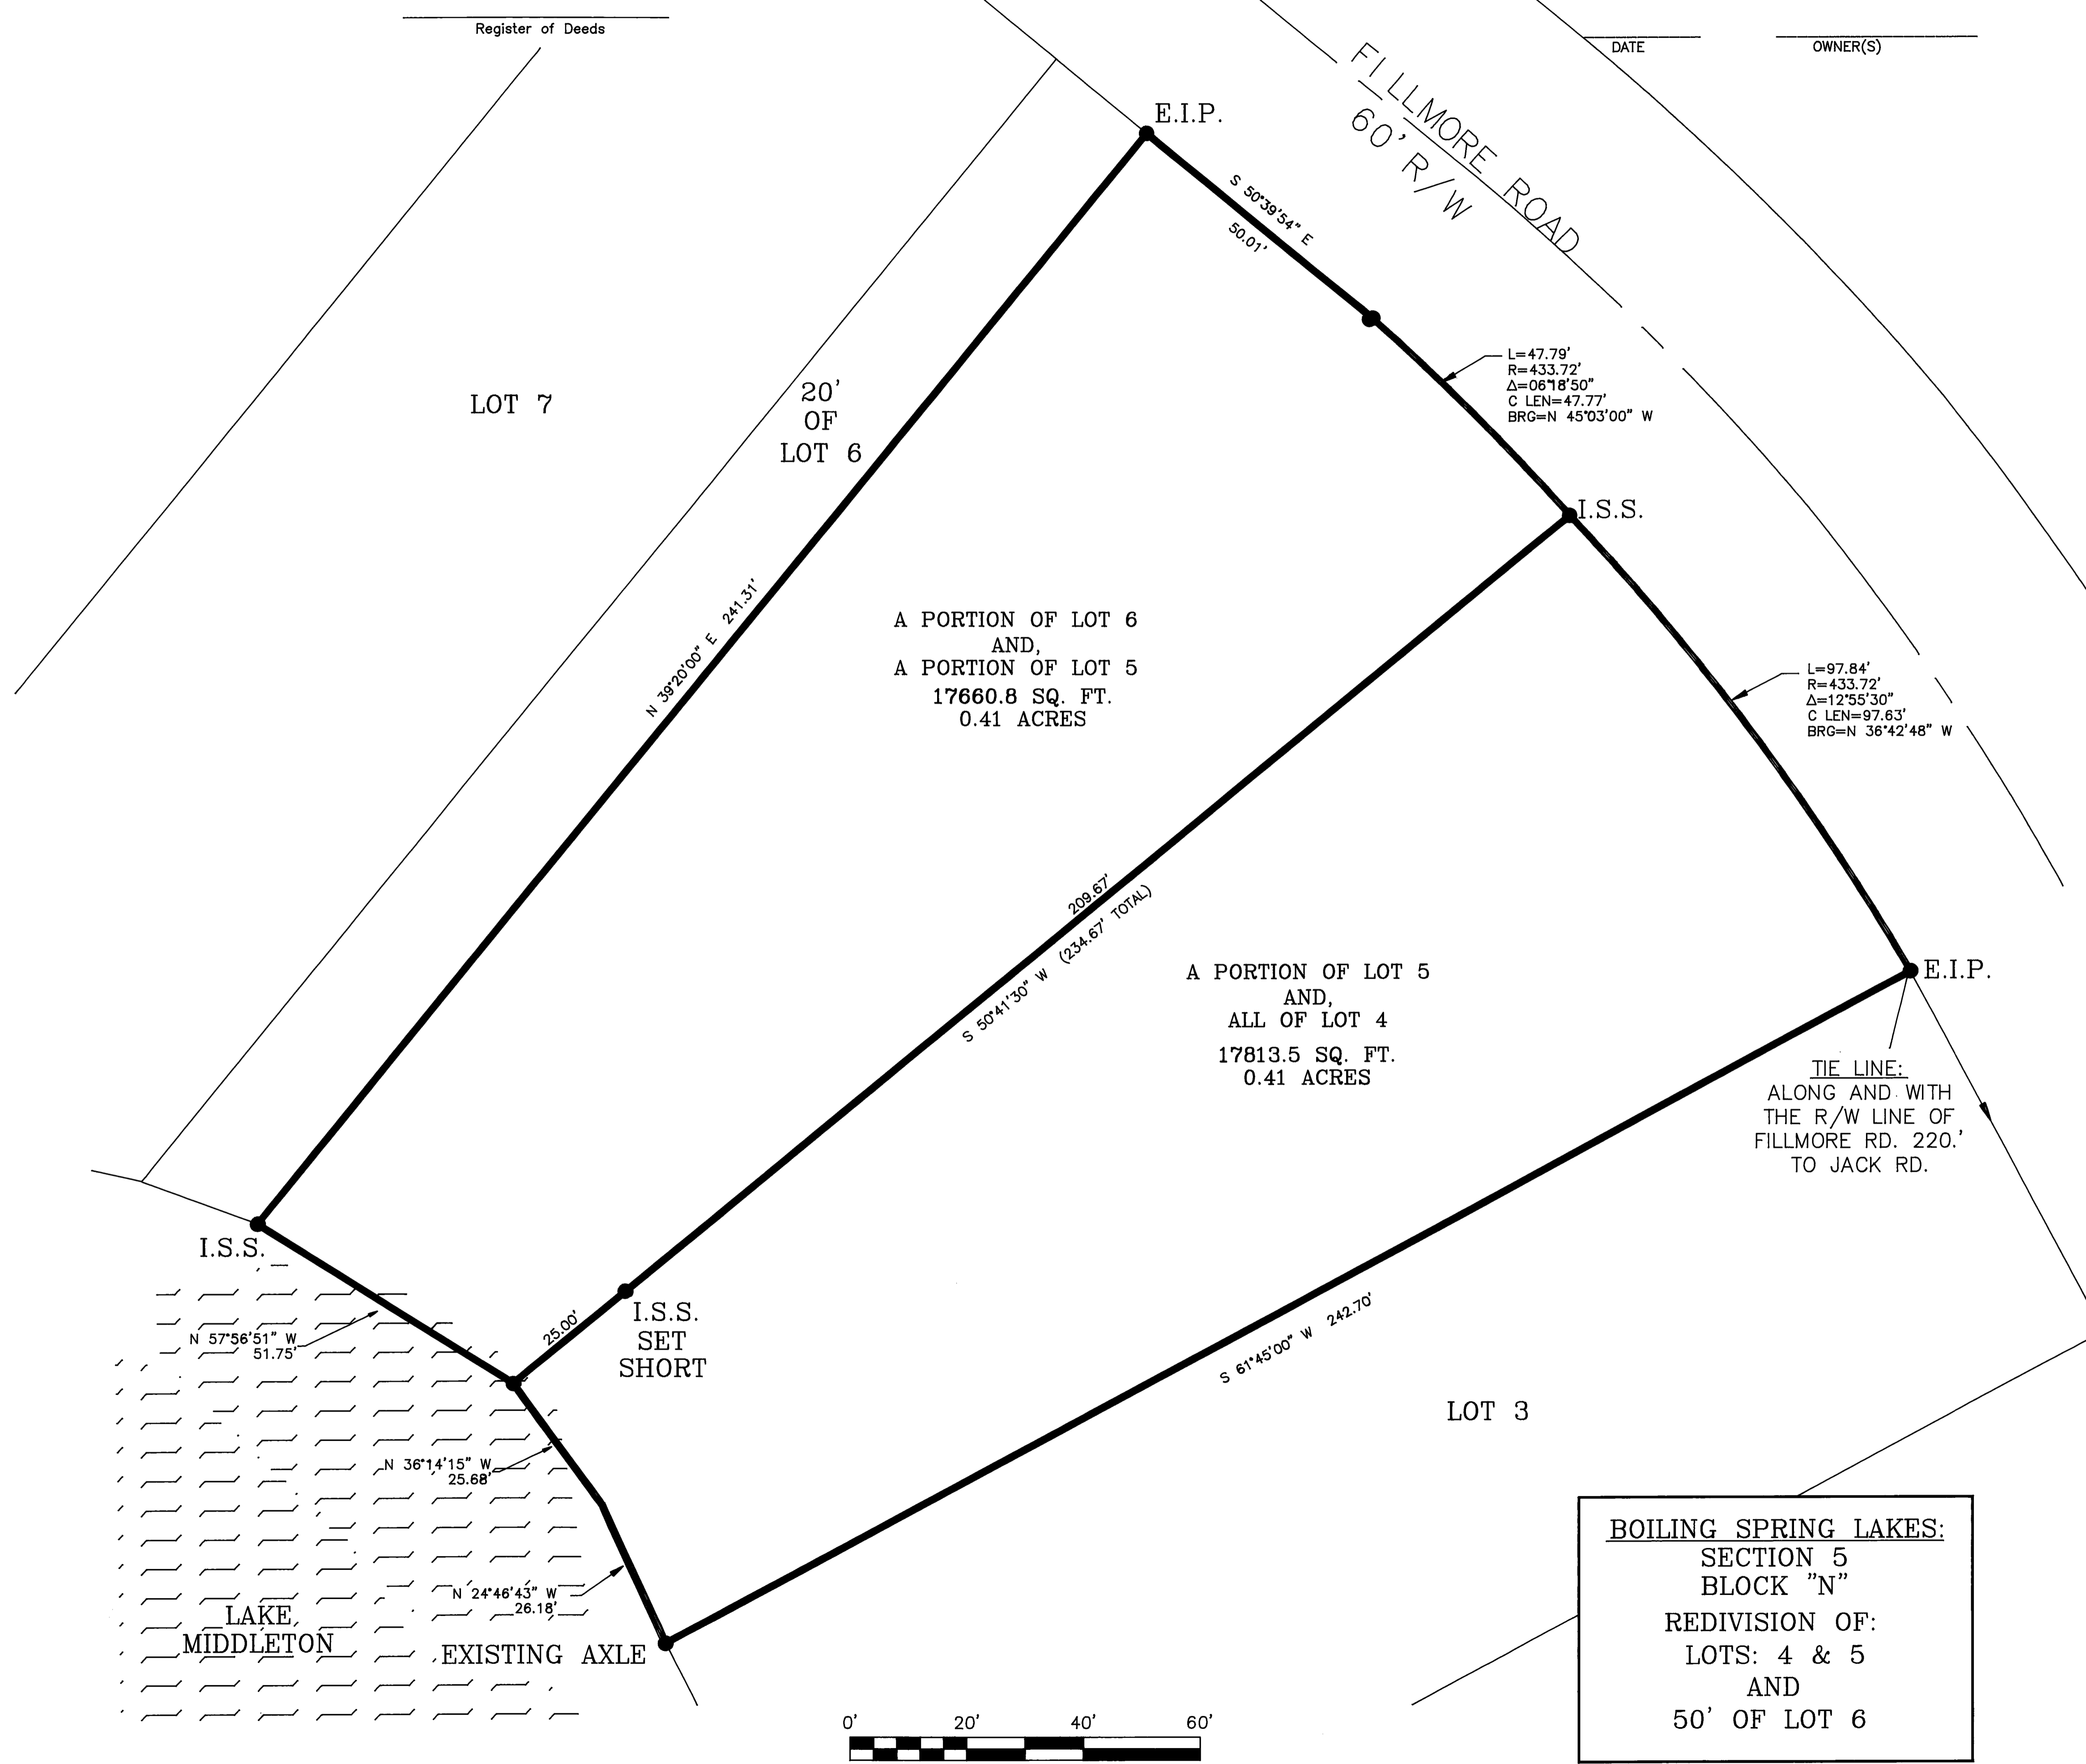 Register of Deeds
DATE
OWNER(S)
FILLMORE ROAD
60' R/W
E.I.P.
S 50°39'54" E
50.01'
L=47.79'
R=433.72'
Δ=06°18'50"
C LEN=47.77'
BRG=N 45°03'00" W
LOT 7
20'
OF
LOT 6
I.S.S.
N 39°20'00" E 241.31'
A PORTION OF LOT 6
AND,
A PORTION OF LOT 5
17660.8 SQ. FT.
0.41 ACRES
L=97.84'
R=433.72'
Δ=12°55'30"
C LEN=97.63'
BRG=N 36°42'48" W
209.67'
S 50°41'30" W (234.67' TOTAL)
A PORTION OF LOT 5
AND,
ALL OF LOT 4
17813.5 SQ. FT.
0.41 ACRES
E.I.P.
TIE LINE:
ALONG AND WITH
THE R/W LINE OF
FILLMORE RD. 220.'
TO JACK RD.
I.S.S.
25.00'
I.S.S.
SET
SHORT
N 57°56'51" W
51.75'
S 61°45'00" W 242.70'
LOT 3
N 36°14'15" W
25.68'
N 24°46'43" W
26.18'
LAKE
MIDDLETON
EXISTING AXLE
BOILING SPRING LAKES:
SECTION 5
BLOCK "N"
REDIVISION OF:
LOTS: 4 & 5
AND
50' OF LOT 6
0' 20' 40' 60'